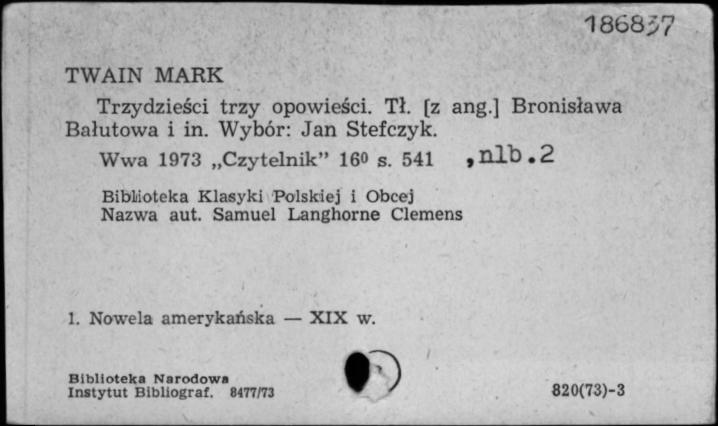 186837
TWAIN MARK
Trzydzieści trzy opowieści. Tł. [z ang.] Bronisława
Bałutowa i in. Wybór: Jan Stefczyk.
Wwa 1973 „Czytelnik” 16⁰ s. 541 ,nlb.2
Biblioteka Klasyki Polskiej i Obcej
Nazwa aut. Samuel Langhorne Clemens
1. Nowela amerykańska — XIX w.
Biblioteka Narodowa
Instytut Bibliograf. 8477/73
820(73)-3